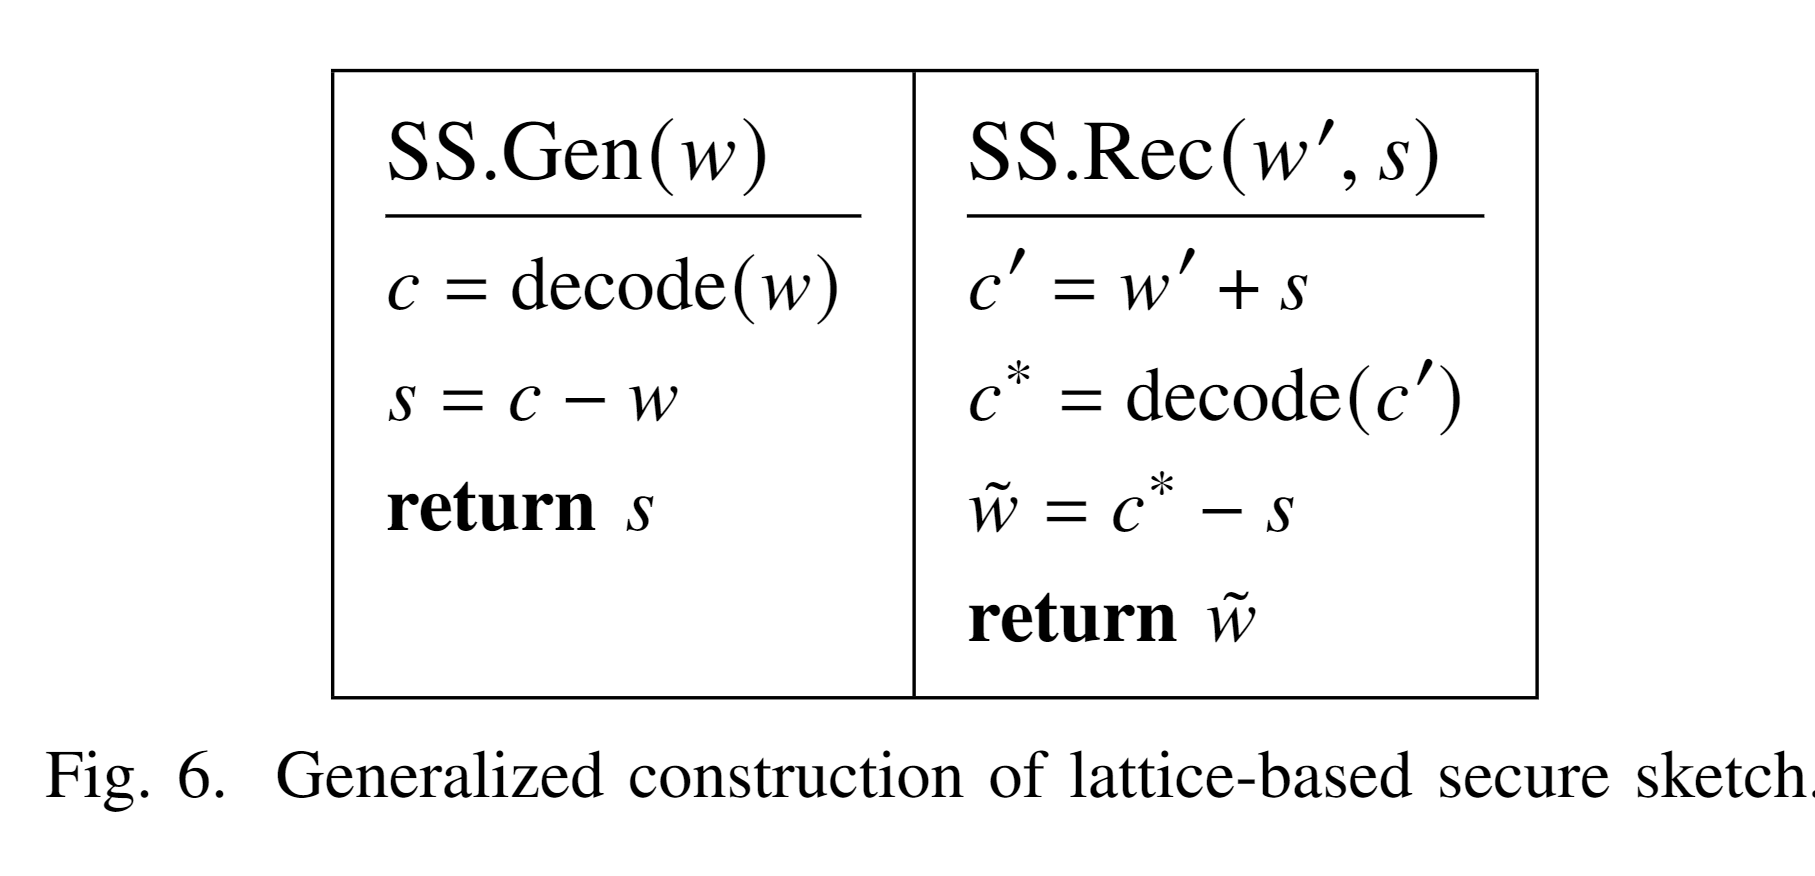 SS.Gen(w)
c = decode(w)
s = c − w
return s
SS.Rec(w′, s)
c′ = w′ + s
c* = decode(c′)
w̃ = c* − s
return w̃
Fig. 6. Generalized construction of lattice-based secure sketch.